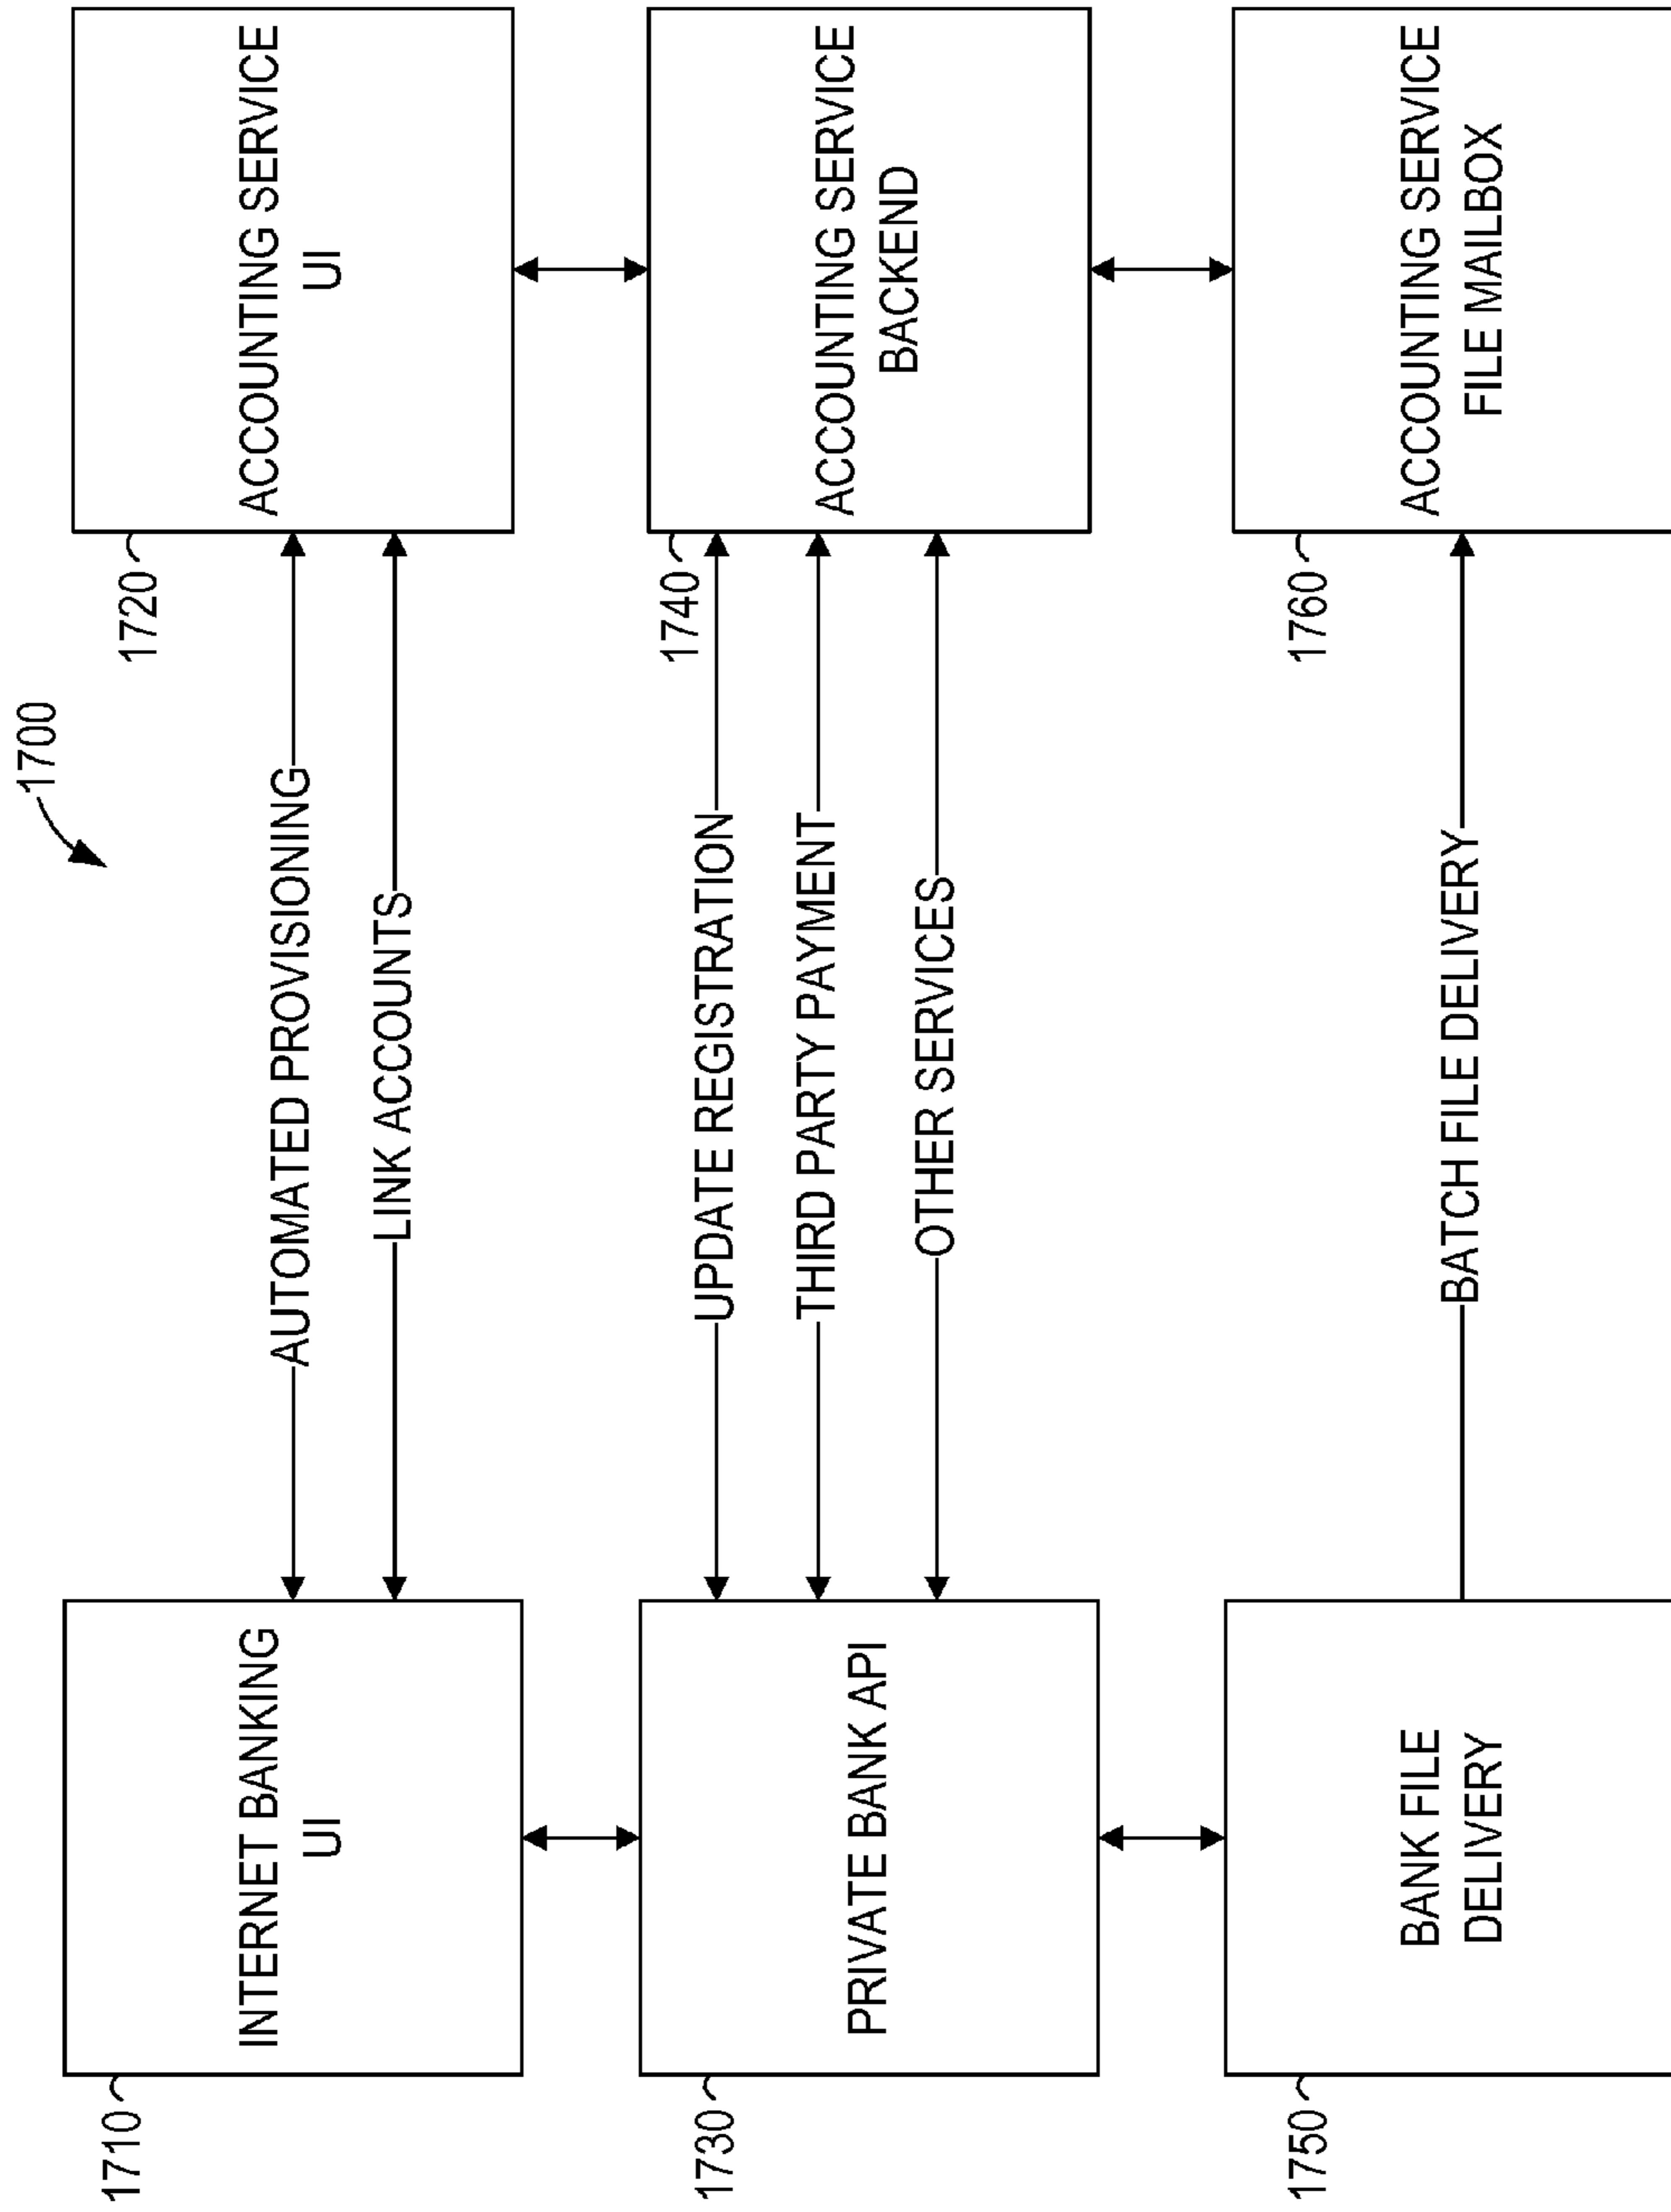 1700
1710
INTERNET BANKING
UI
AUTOMATED PROVISIONING
LINK ACCOUNTS
1720
ACCOUNTING SERVICE
UI
1730
PRIVATE BANK API
UPDATE REGISTRATION
THIRD PARTY PAYMENT
OTHER SERVICES
1740
ACCOUNTING SERVICE
BACKEND
1750
BANK FILE
DELIVERY
BATCH FILE DELIVERY
1760
ACCOUNTING SERVICE
FILE MAILBOX